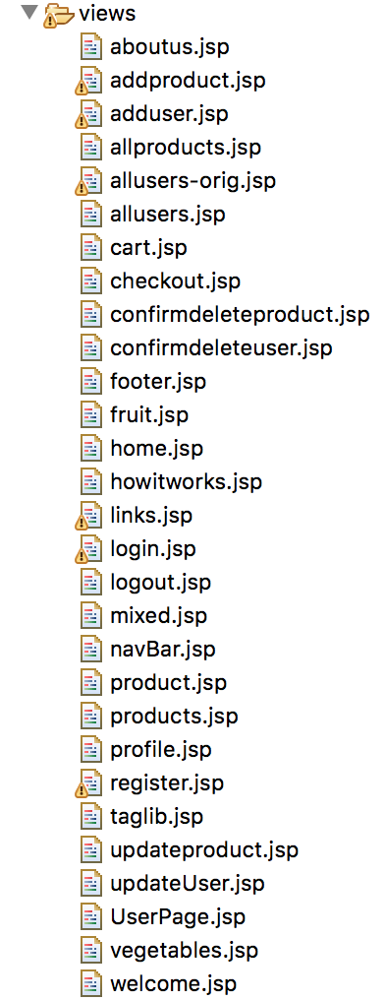 views
aboutus.jsp
addproduct.jsp
adduser.jsp
allproducts.jsp
allusers-orig.jsp
allusers.jsp
cart.jsp
checkout.jsp
confirmdeleteproduct.jsp
confirmdeleteuser.jsp
footer.jsp
fruit.jsp
home.jsp
howitworks.jsp
links.jsp
login.jsp
logout.jsp
mixed.jsp
navBar.jsp
product.jsp
products.jsp
profile.jsp
register.jsp
taglib.jsp
updateproduct.jsp
updateUser.jsp
UserPage.jsp
vegetables.jsp
welcome.jsp